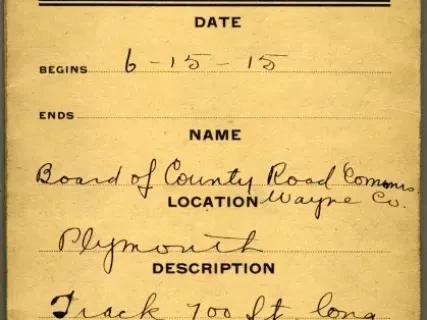 DATE
BEGINS 6-15-15
ENDS
NAME
Board of County Road Comms.
Wayne Co.
LOCATION
Plymouth
DESCRIPTION
Track 700 ft long